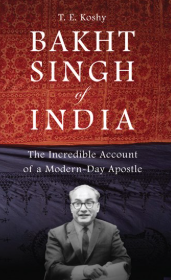 T. E. Koshy
BAKHT
SINGH of
INDIA
The Incredible Account
of a Modern-Day Apostle